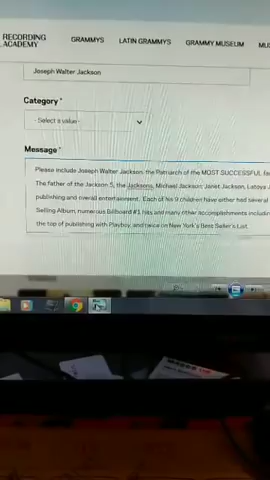 RECORDING
ACADEMY
GRAMMYS LATIN GRAMMYS GRAMMY MUSEUM
Joseph Walter Jackson
Category *
- Select a value -
Message *
Please include Joseph Walter Jackson, the Patriarch of the MOST SUCCESSFUL
The father of the Jackson 5, the Jacksons, Michael Jackson, Janet Jackson, Latoya
publishing and overall entertainment. Each of his 9 children have either had several
Selling Album, numerous Billboard #1 hits and many other accomplishments
the top of publishing with Playboy, and twice on New York's Best Seller's List.